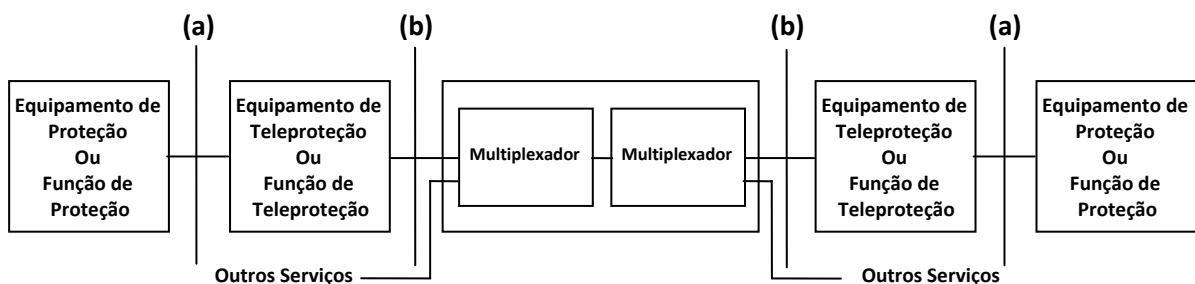 (a)
(b)
(b)
(a)
Equipamento de
Proteção
Ou
Função de
Proteção
Equipamento de
Teleproteção
Ou
Função de
Teleproteção
Multiplexador
Multiplexador
Equipamento de
Teleproteção
Ou
Função de
Teleproteção
Equipamento de
Proteção
Ou
Função de
Proteção
Outros Serviços
Outros Serviços